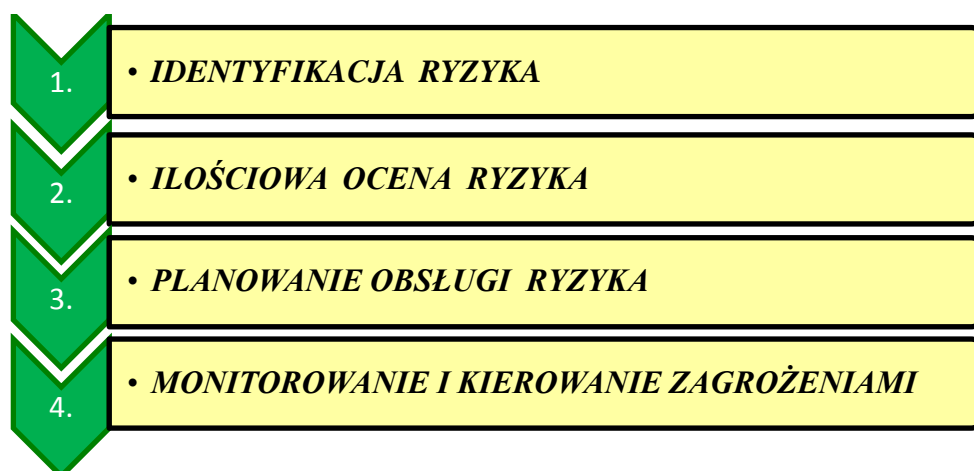 1. • IDENTYFIKACJA RYZYKA
2. • ILOŚCIOWA OCENA RYZYKA
3. • PLANOWANIE OBSŁUGI RYZYKA
4. • MONITOROWANIE I KIEROWANIE ZAGROŻENIAMI